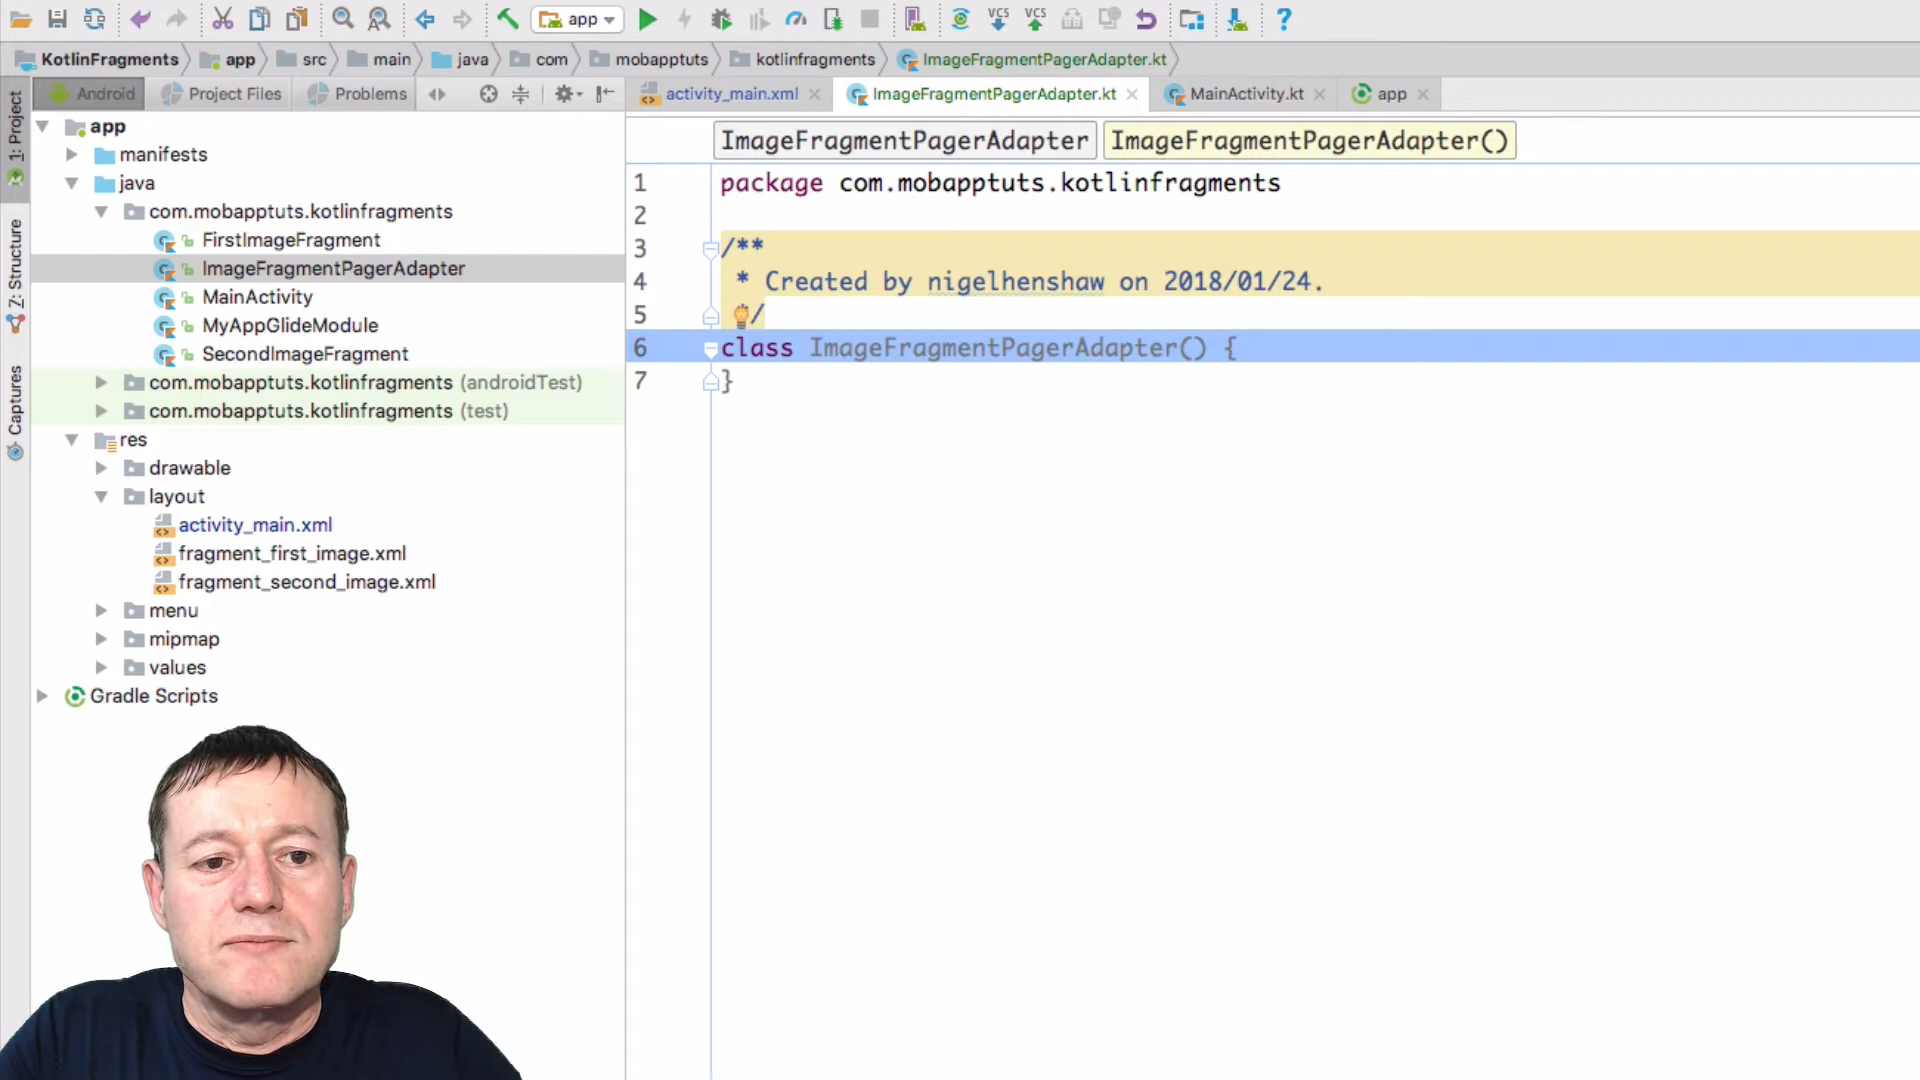 app
VCS
VCS
?
KotlinFragments
app
src
main
java
com
mobapptuts
kotlinfragments
ImageFragmentPagerAdapter.kt
Android
Project Files
Problems
activity_main.xml
ImageFragmentPagerAdapter.kt
MainActivity.kt
app
1: Project
7: Structure
Captures
app
manifests
java
com.mobapptuts.kotlinfragments
FirstImageFragment
ImageFragmentPagerAdapter
MainActivity
MyAppGlideModule
SecondImageFragment
com.mobapptuts.kotlinfragments (androidTest)
com.mobapptuts.kotlinfragments (test)
res
drawable
layout
activity_main.xml
fragment_first_image.xml
fragment_second_image.xml
menu
mipmap
values
Gradle Scripts
ImageFragmentPagerAdapter
ImageFragmentPagerAdapter()
1 package com.mobapptuts.kotlinfragments
2
3 /**
4 * Created by nigelhenshaw on 2018/01/24.
5 /
6 class ImageFragmentPagerAdapter() {
7 }